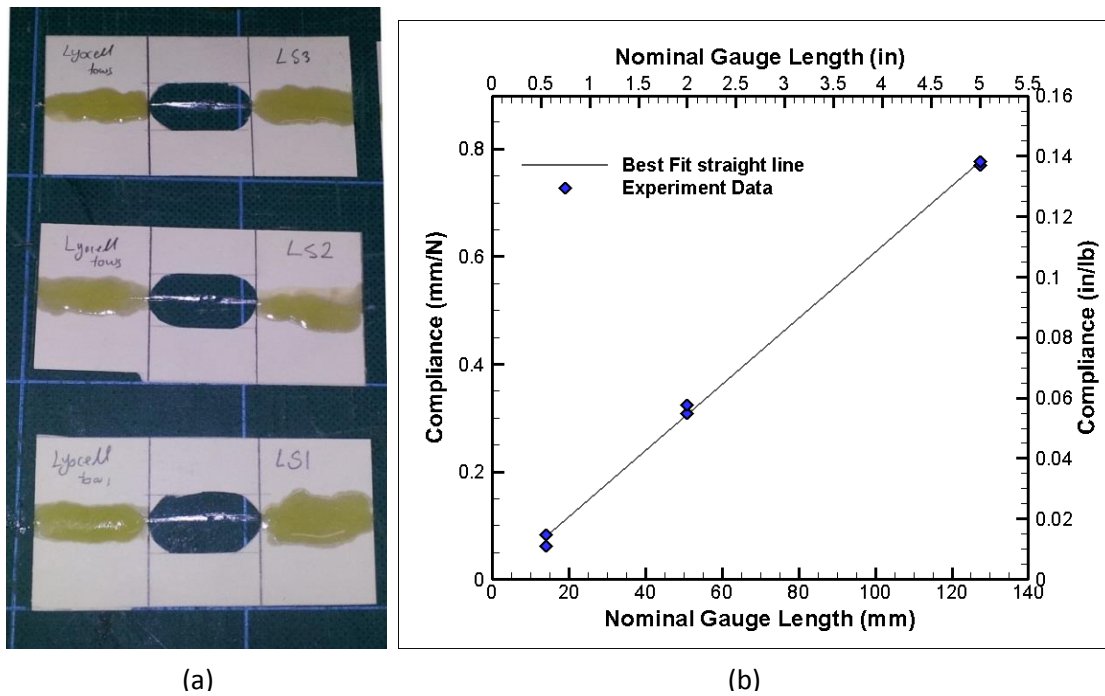 Lyocell
tows
LS3
Lyocell
tows
LS2
Lyocell
LS1
(a)
Nominal Gauge Length (in)
0 0.5 1 1.5 2 2.5 3 3.5 4 4.5 5 5.5
Compliance (mm/N)
0.8
0.6
0.4
0.2
0
Best Fit straight line
Experiment Data
0.16
0.14
0.12
0.1
0.08
0.06
0.04
0.02
0
Compliance (in/lb)
0 20 40 60 80 100 120 140
Nominal Gauge Length (mm)
(b)